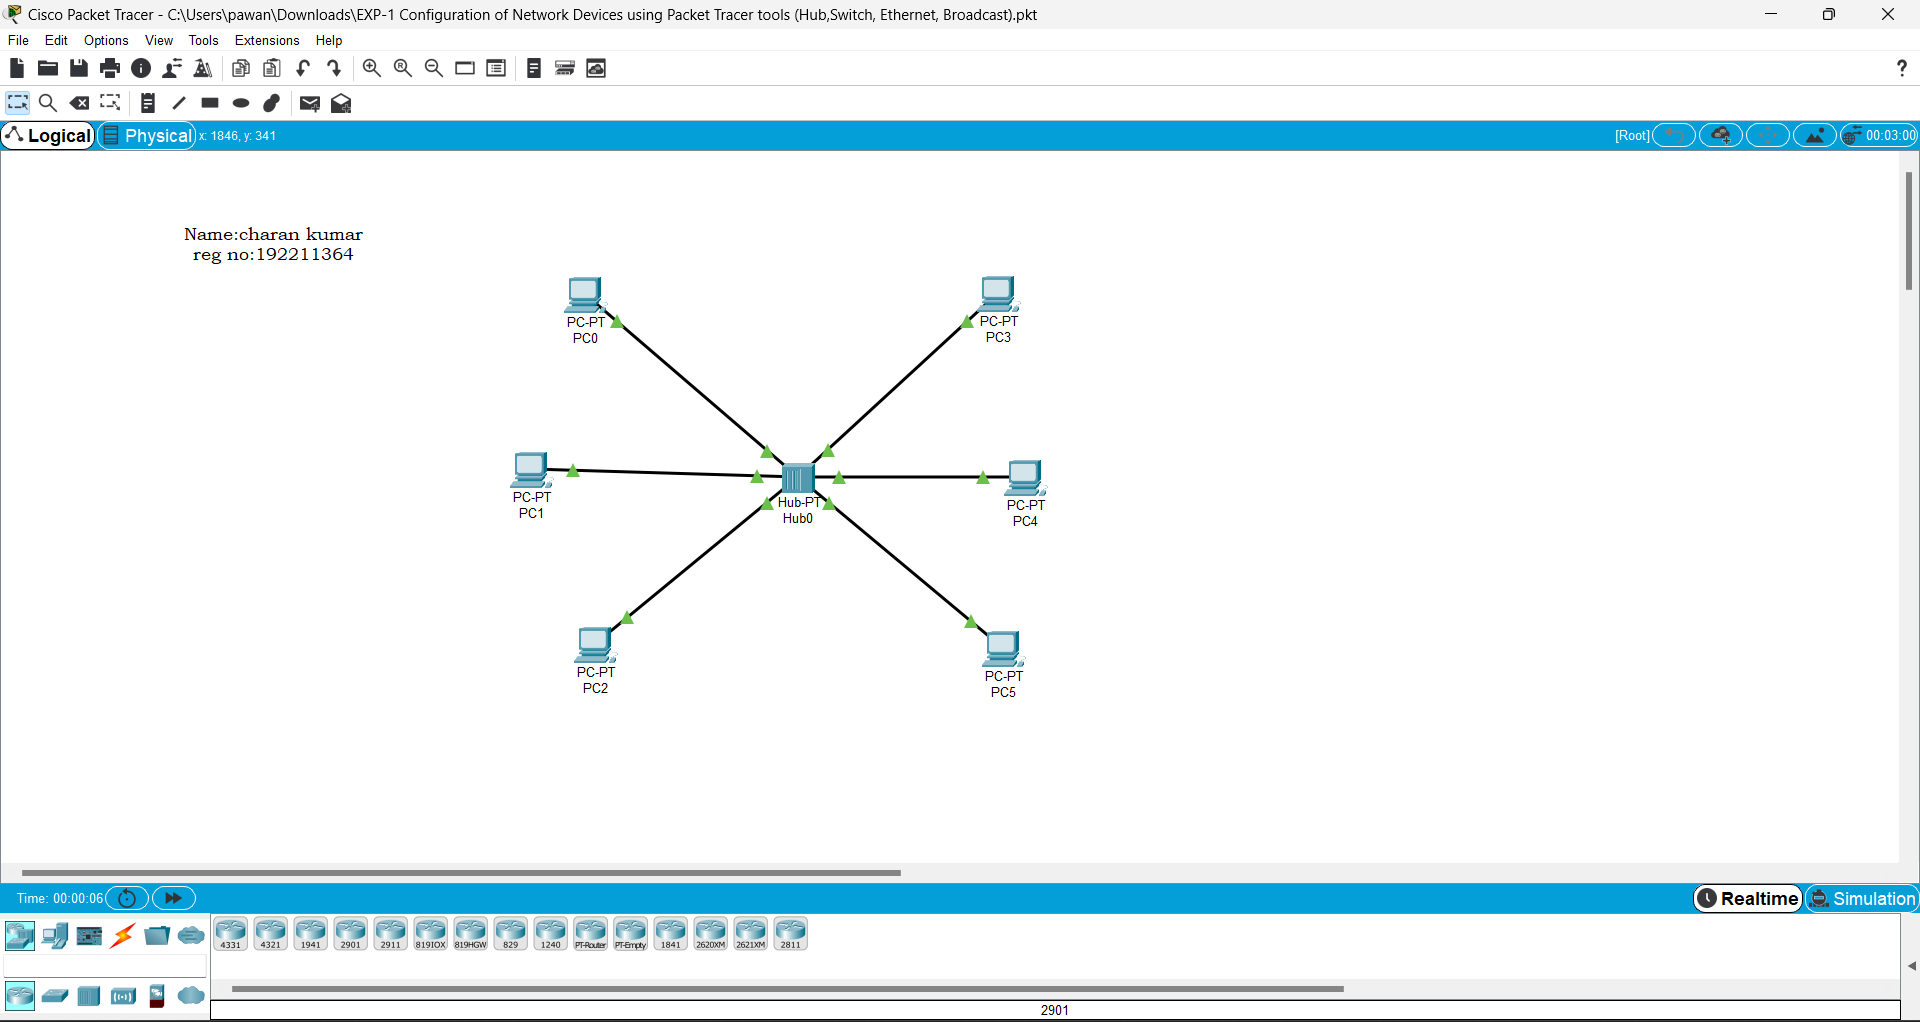 Cisco Packet Tracer - C:\Users\pawan\Downloads\EXP-1 Configuration of Network Devices using Packet Tracer tools (Hub,Switch, Ethernet, Broadcast).pkt
File Edit Options View Tools Extensions Help
?
Logical Physical x: 1846, y: 341 [Root] 00:03:00
Name:charan kumar
reg no:192211364
PC-PT
PC0
PC-PT
PC3
PC-PT
PC1
Hub-PT
Hub0
PC-PT
PC4
PC-PT
PC2
PC-PT
PC5
Time: 00:00:06 Realtime Simulation
4331 4321 1941 2901 2911 819IOX 819HGW 829 1240 PT-Router PT-Empty 1841 2620XM 2621XM 2811
2901